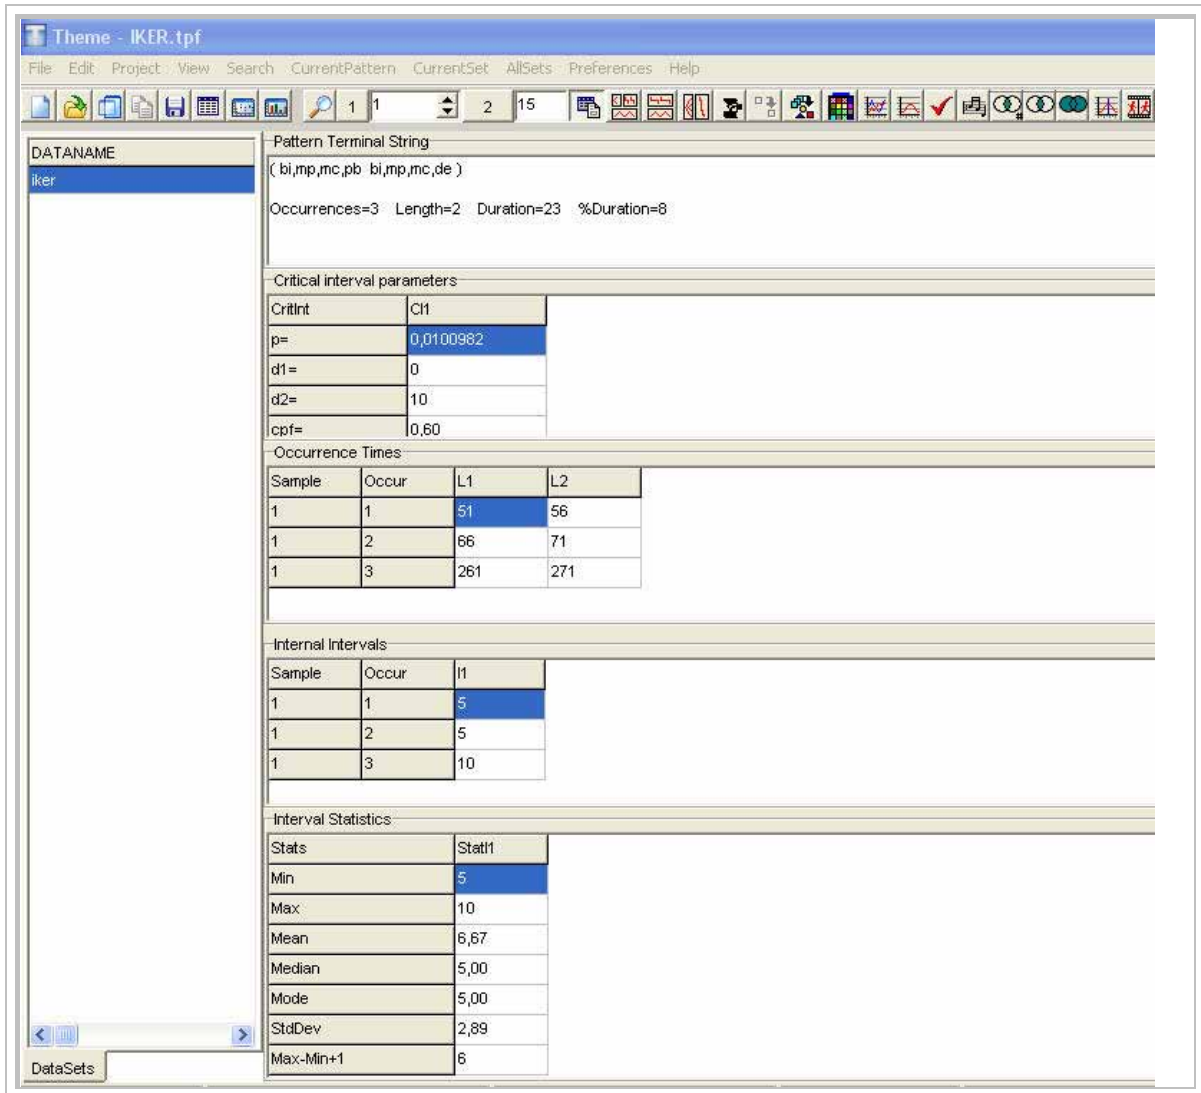 Theme - IKER.tpf
File Edit Project View Search CurrentPattern CurrentSet AllSets Preferences Help
1 1 2 15
DATANAME
iker
Pattern Terminal String
( bi,mp,mc,pb bi,mp,mc,de )
Occurrences=3 Length=2 Duration=23 %Duration=8
Critical interval parameters
CritInt CI1
p= 0,0100982
d1= 0
d2= 10
cpf= 0,60
Occurrence Times
Sample Occur L1 L2
1 1 51 56
1 2 66 71
1 3 261 271
Internal Intervals
Sample Occur I1
1 1 5
1 2 5
1 3 10
Interval Statistics
Stats StatI1
Min 5
Max 10
Mean 6,67
Median 5,00
Mode 5,00
StdDev 2,89
Max-Min+1 6
DataSets